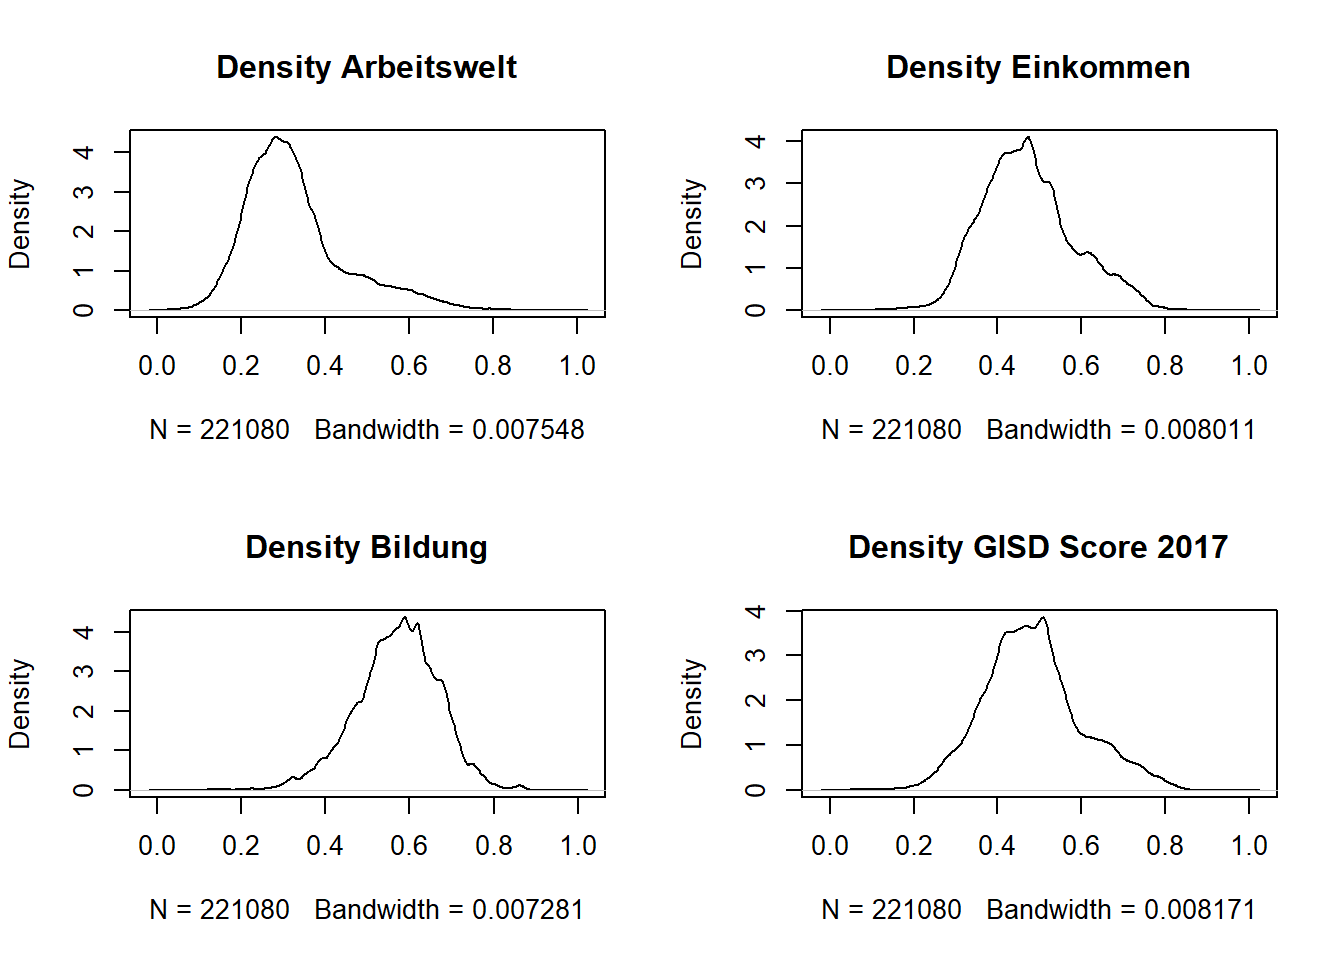 Density Arbeitswelt
Density
0 1 2 3 4
0.0 0.2 0.4 0.6 0.8 1.0
N = 221080 Bandwidth = 0.007548
Density Einkommen
Density
0 1 2 3 4
0.0 0.2 0.4 0.6 0.8 1.0
N = 221080 Bandwidth = 0.008011
Density Bildung
Density
0 1 2 3 4
0.0 0.2 0.4 0.6 0.8 1.0
N = 221080 Bandwidth = 0.007281
Density GISD Score 2017
Density
0 1 2 3 4
0.0 0.2 0.4 0.6 0.8 1.0
N = 221080 Bandwidth = 0.008171